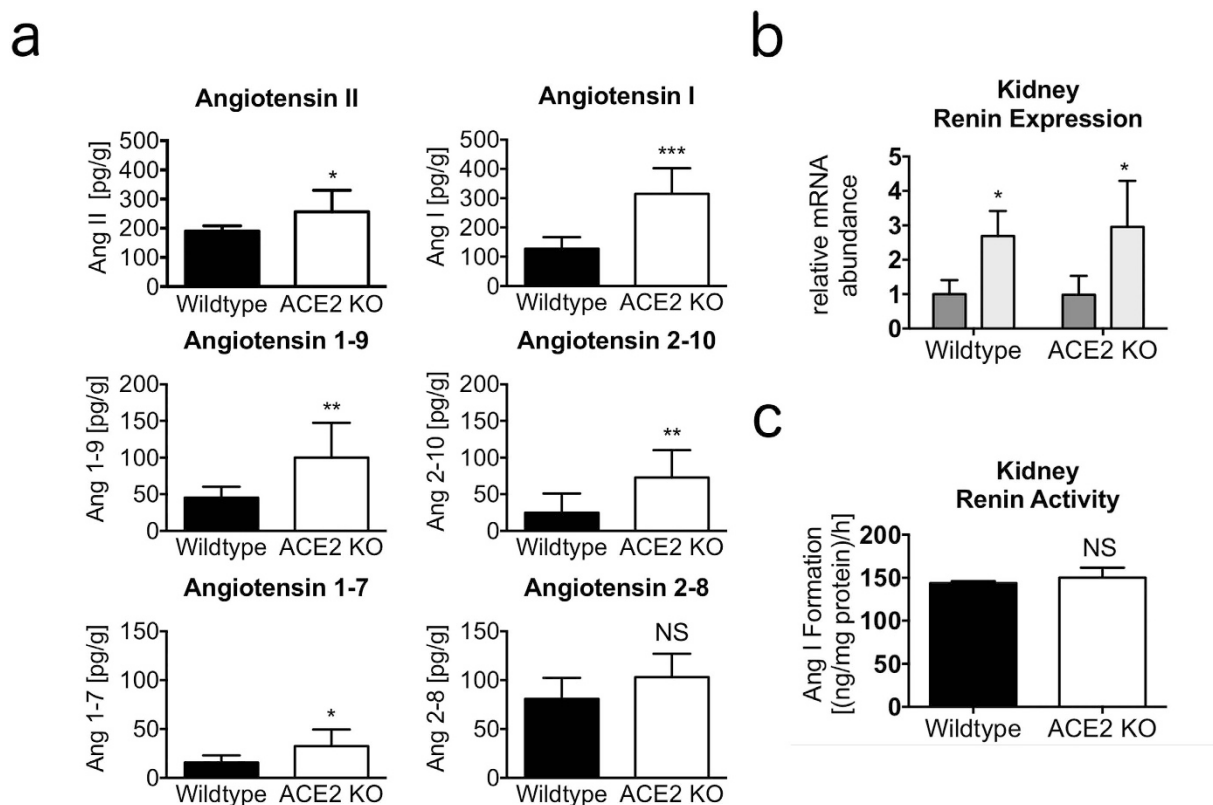 a
Angiotensin II
Ang II [pg/g]
500
400
300
200
100
0
*
Wildtype ACE2 KO
Angiotensin I
Ang I [pg/g]
500
400
300
200
100
0
***
Wildtype ACE2 KO
Angiotensin 1-9
Ang 1-9 [pg/g]
200
150
100
50
0
**
Wildtype ACE2 KO
Angiotensin 2-10
Ang 2-10 [pg/g]
200
150
100
50
0
**
Wildtype ACE2 KO
Angiotensin 1-7
Ang 1-7 [pg/g]
150
100
50
0
*
Wildtype ACE2 KO
Angiotensin 2-8
Ang 2-8 [pg/g]
150
100
50
0
NS
Wildtype ACE2 KO
b
Kidney
Renin Expression
relative mRNA
abundance
5
4
3
2
1
0
*
*
Wildtype ACE2 KO
c
Kidney
Renin Activity
Ang I Formation
[(ng/mg protein)/h]
200
150
100
50
0
NS
Wildtype ACE2 KO